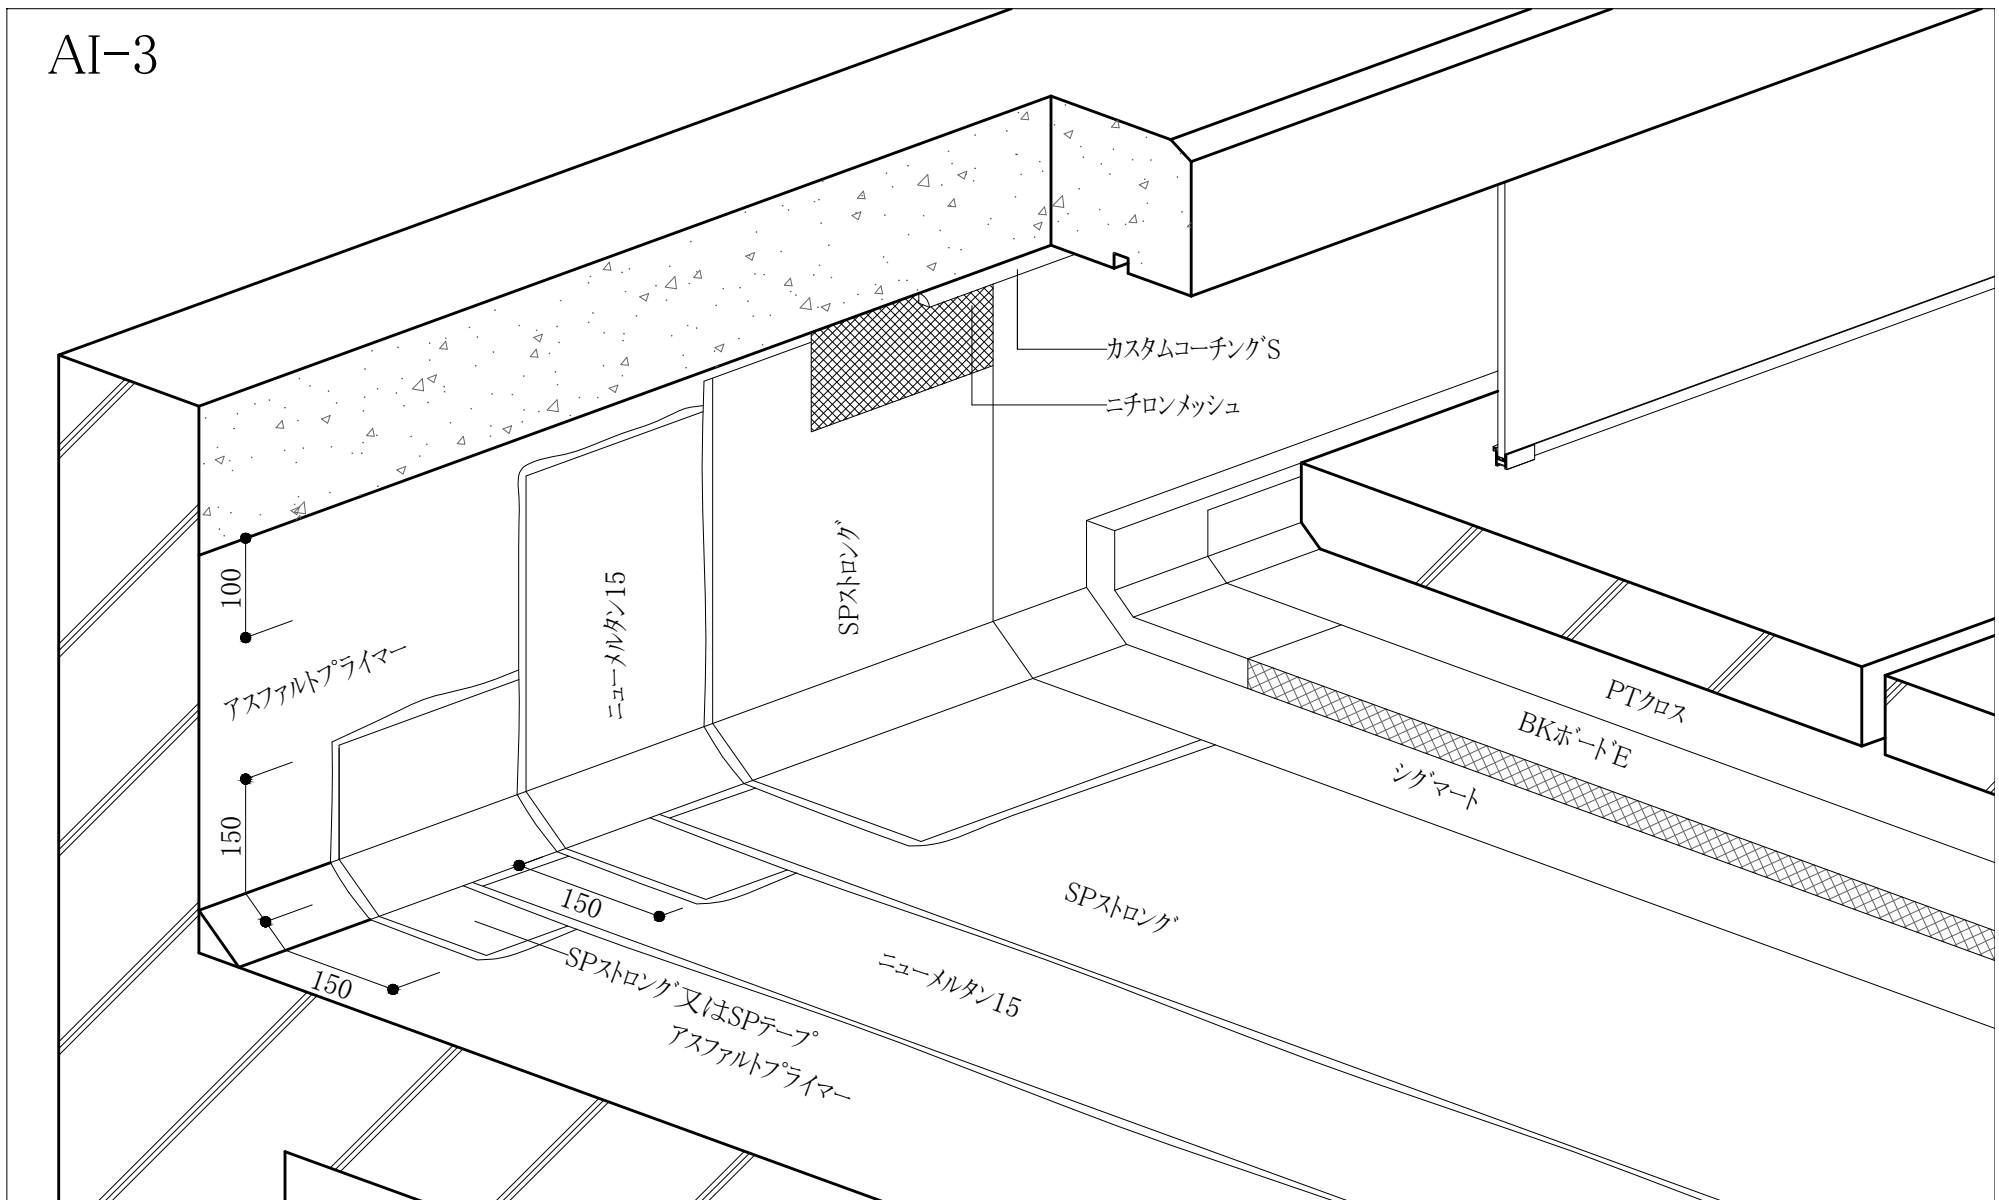 AI-3
カスタムコーチングS
ニチロンメッシュ
SPストロング
ニューメルタン15
100
アスファルトプライマー
150
150
150
PTクロス
BKボードE
シグマート
SPストロング
ニューメルタン15
SPストロング又はSPテープ
アスファルトプライマー